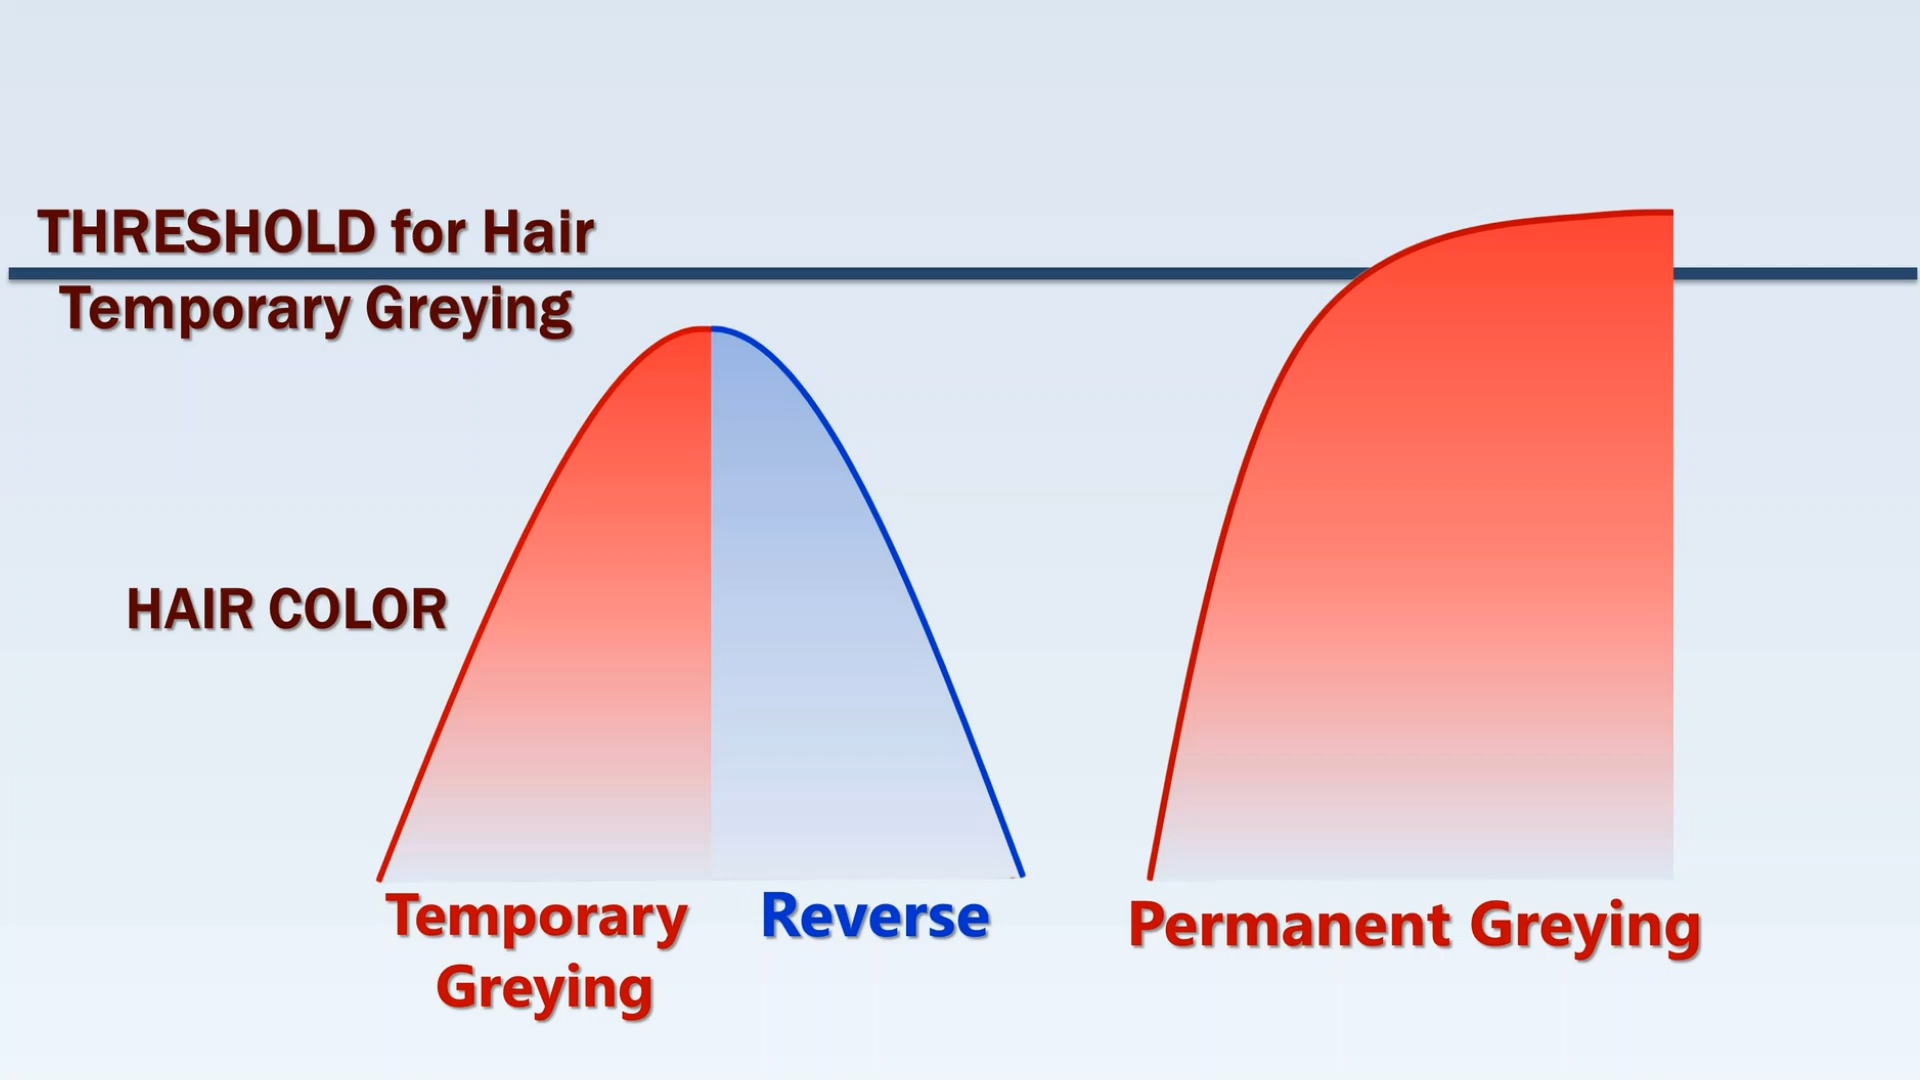 THRESHOLD for Hair
Temporary Greying
HAIR COLOR
Temporary
Greying
Reverse
Permanent Greying